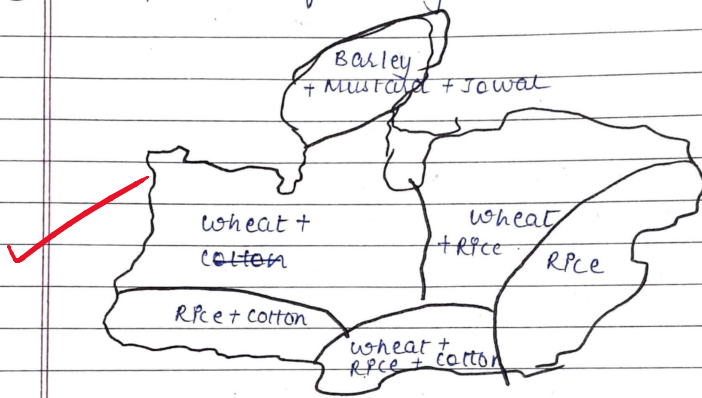 Barley
+ Mustard + Jowar
Wheat +
Cotton
Wheat
+ Rice
Rice
Rice + Cotton
Wheat +
Rice + Cotton